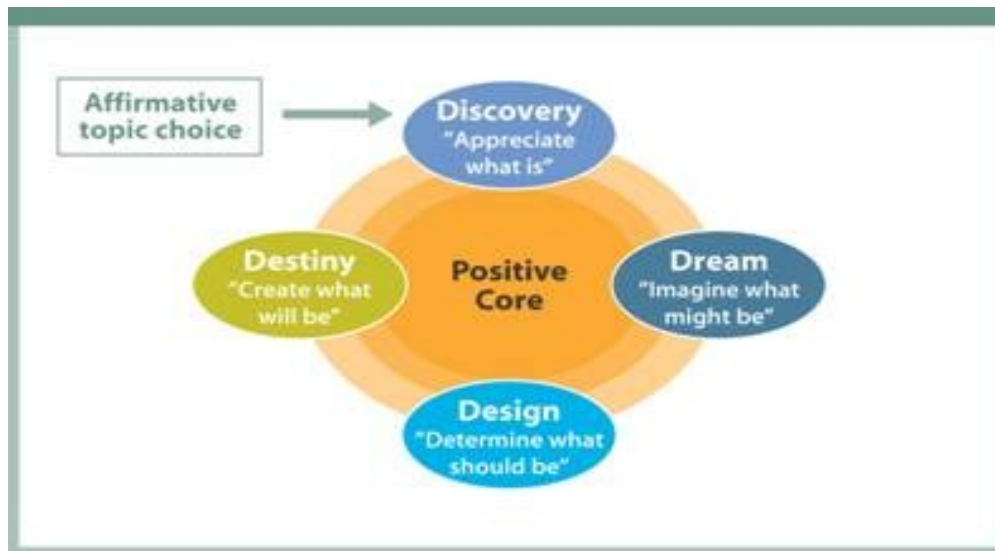 Affirmative
topic choice
Discovery
"Appreciate
what is"
Destiny
"Create what
will be"
Positive
Core
Dream
"Imagine what
might be"
Design
"Determine what
should be"